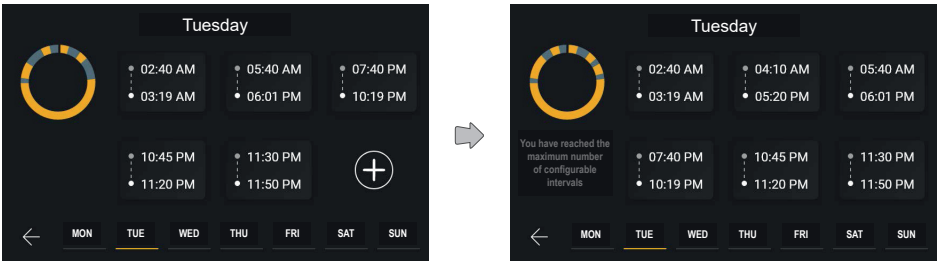 Tuesday
02:40 AM
03:19 AM
05:40 AM
06:01 PM
07:40 PM
10:19 PM
10:45 PM
11:20 PM
11:30 PM
11:50 PM
MON TUE WED THU FRI SAT SUN
Tuesday
02:40 AM
03:19 AM
04:10 AM
05:20 PM
05:40 AM
06:01 PM
You have reached the
maximum number
of configurable
intervals
07:40 PM
10:19 PM
10:45 PM
11:20 PM
11:30 PM
11:50 PM
MON TUE WED THU FRI SAT SUN